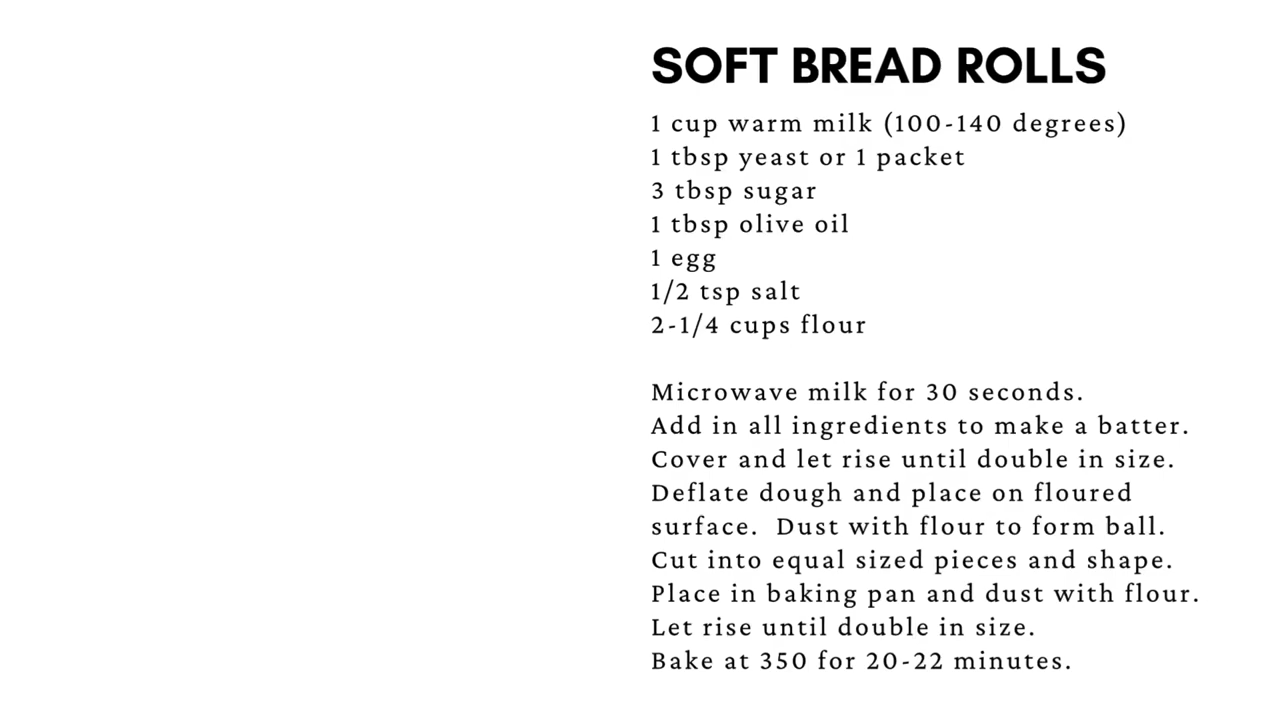 SOFT BREAD ROLLS
1 cup warm milk (100-140 degrees)
1 tbsp yeast or 1 packet
3 tbsp sugar
1 tbsp olive oil
1 egg
1/2 tsp salt
2-1/4 cups flour
Microwave milk for 30 seconds.
Add in all ingredients to make a batter.
Cover and let rise until double in size.
Deflate dough and place on floured
surface.  Dust with flour to form ball.
Cut into equal sized pieces and shape.
Place in baking pan and dust with flour.
Let rise until double in size.
Bake at 350 for 20-22 minutes.